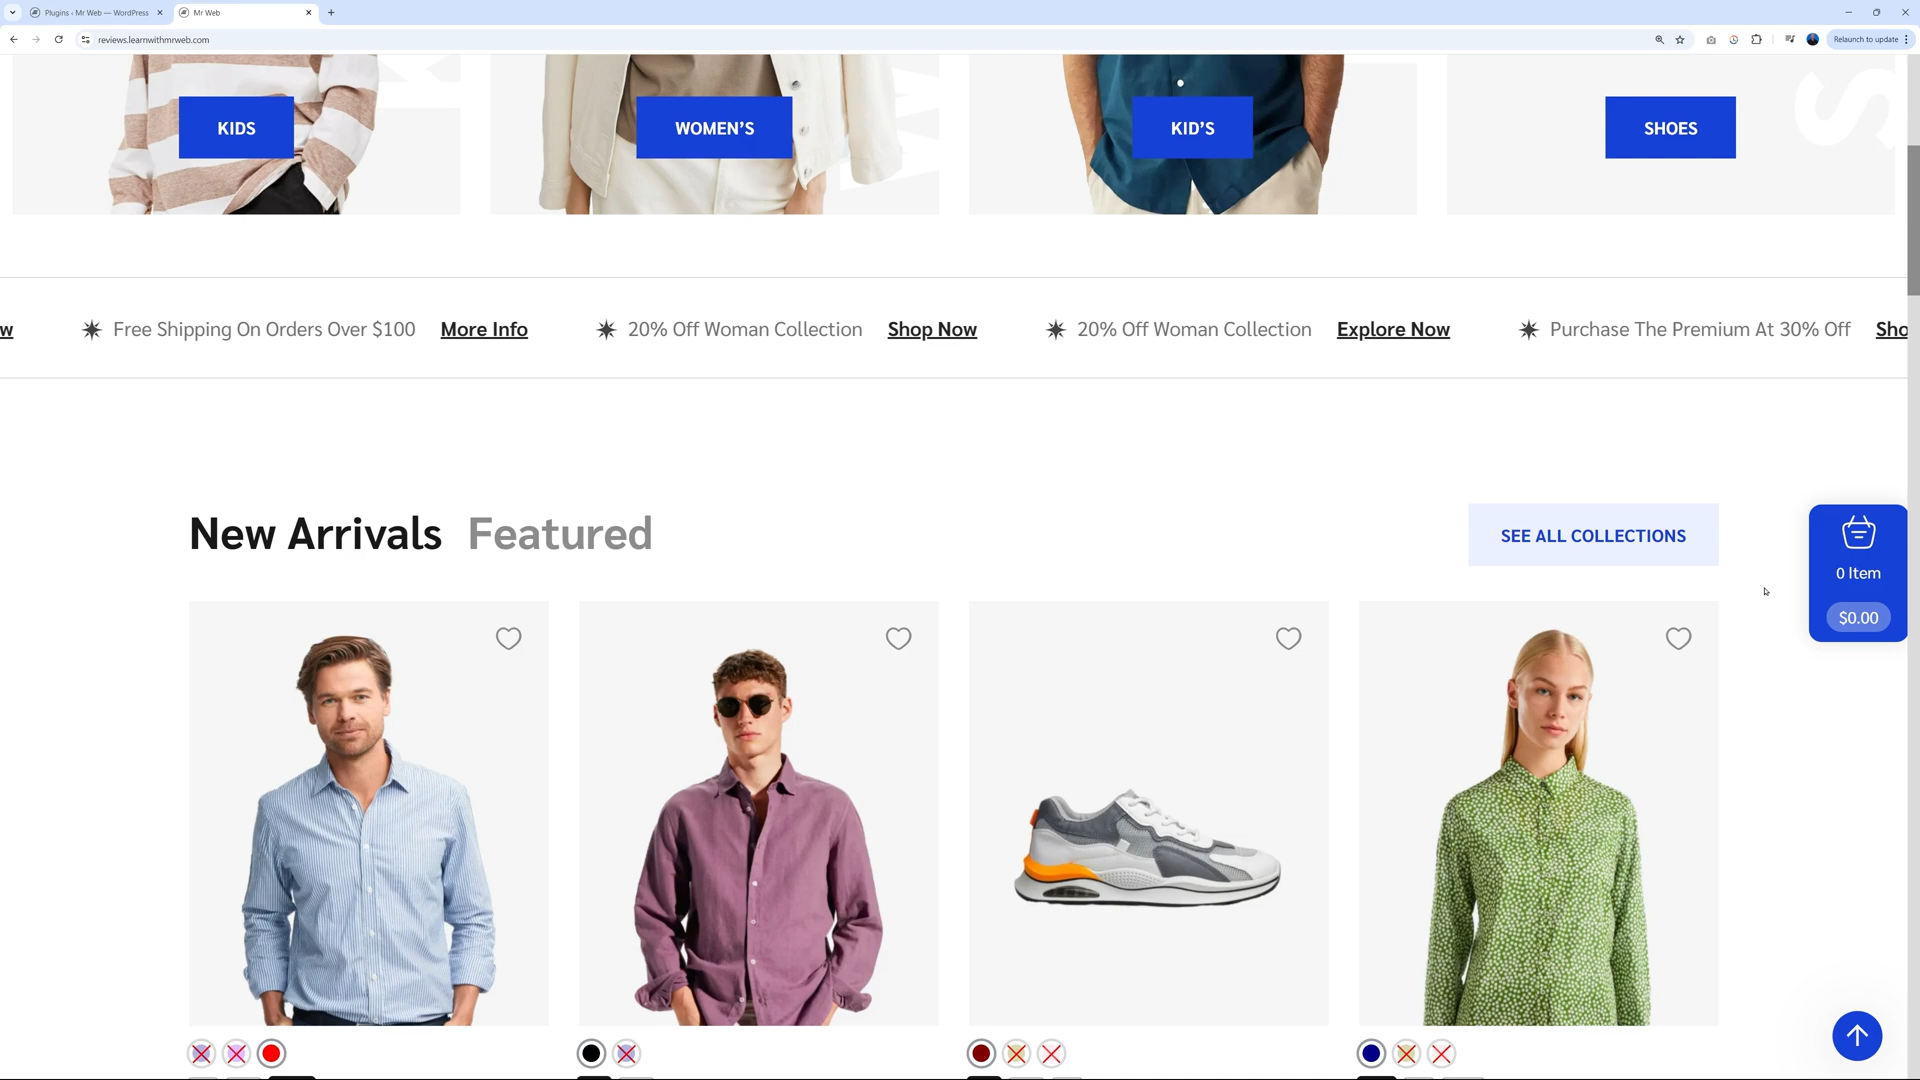 Plugins ‹ Mr Web — WordPress
Mr Web
reviews.learnwithmrweb.com
Relaunch to update
KIDS
WOMEN'S
KID'S
SHOES
w
Free Shipping On Orders Over $100 More Info
20% Off Woman Collection Shop Now
20% Off Woman Collection Explore Now
Purchase The Premium At 30% Off Sho
New Arrivals Featured
SEE ALL COLLECTIONS
0 Item
$0.00